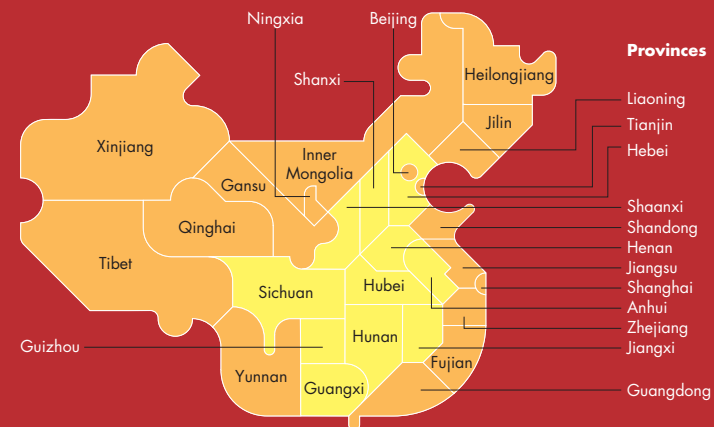 Ningxia
Beijing
Provinces
Shanxi
Heilongjiang
Liaoning
Jilin
Tianjin
Xinjiang
Hebei
Inner
Mongolia
Gansu
Shaanxi
Qinghai
Shandong
Henan
Tibet
Jiangsu
Sichuan
Hubei
Shanghai
Anhui
Zhejiang
Guizhou
Hunan
Jiangxi
Fujian
Yunnan
Guangxi
Guangdong